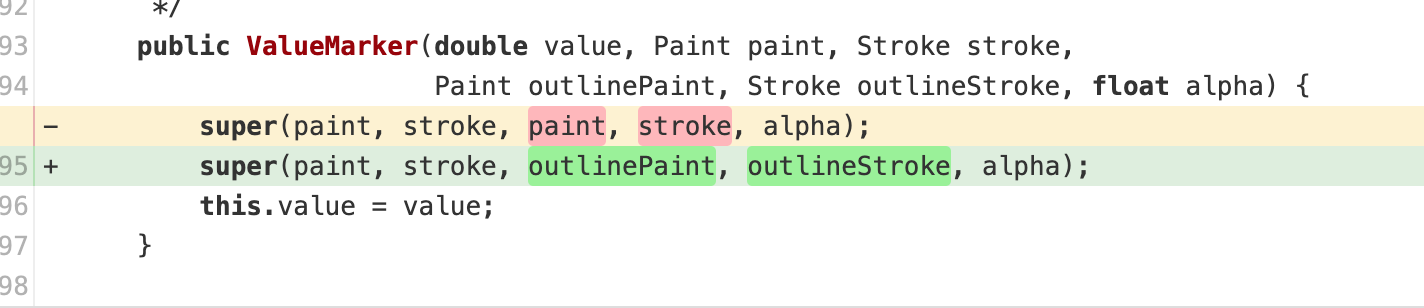 92 */
93 public ValueMarker(double value, Paint paint, Stroke stroke,
94 Paint outlinePaint, Stroke outlineStroke, float alpha) {
- super(paint, stroke, paint, stroke, alpha);
95 + super(paint, stroke, outlinePaint, outlineStroke, alpha);
96 this.value = value;
97 }
98